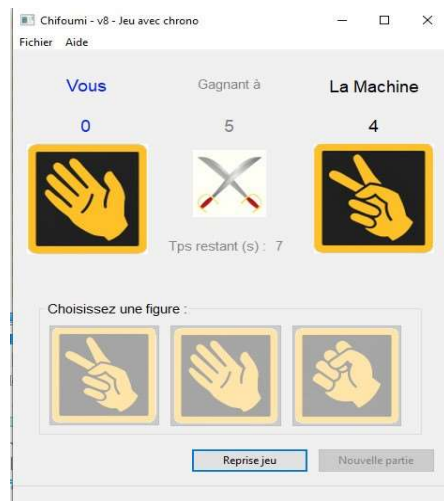 Chifoumi - v8 - Jeu avec chrono
Fichier Aide
Vous Gagnant à La Machine
0 5 4
Tps restant (s) : 7
Choisissez une figure :
Reprise jeu Nouvelle partie